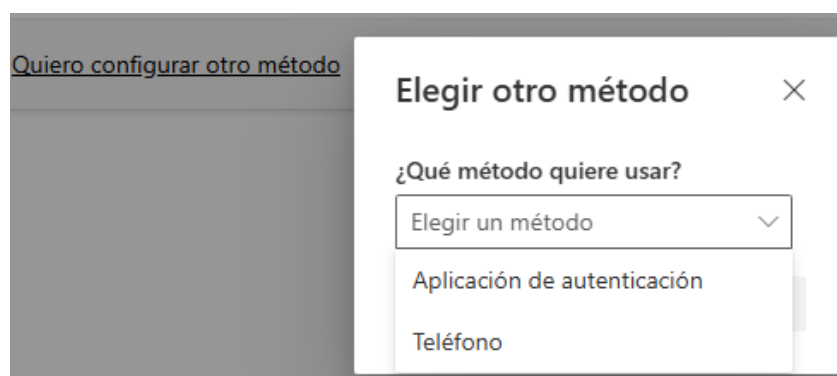 Quiero configurar otro método
Elegir otro método
¿Qué método quiere usar?
Elegir un método
Aplicación de autenticación
Teléfono